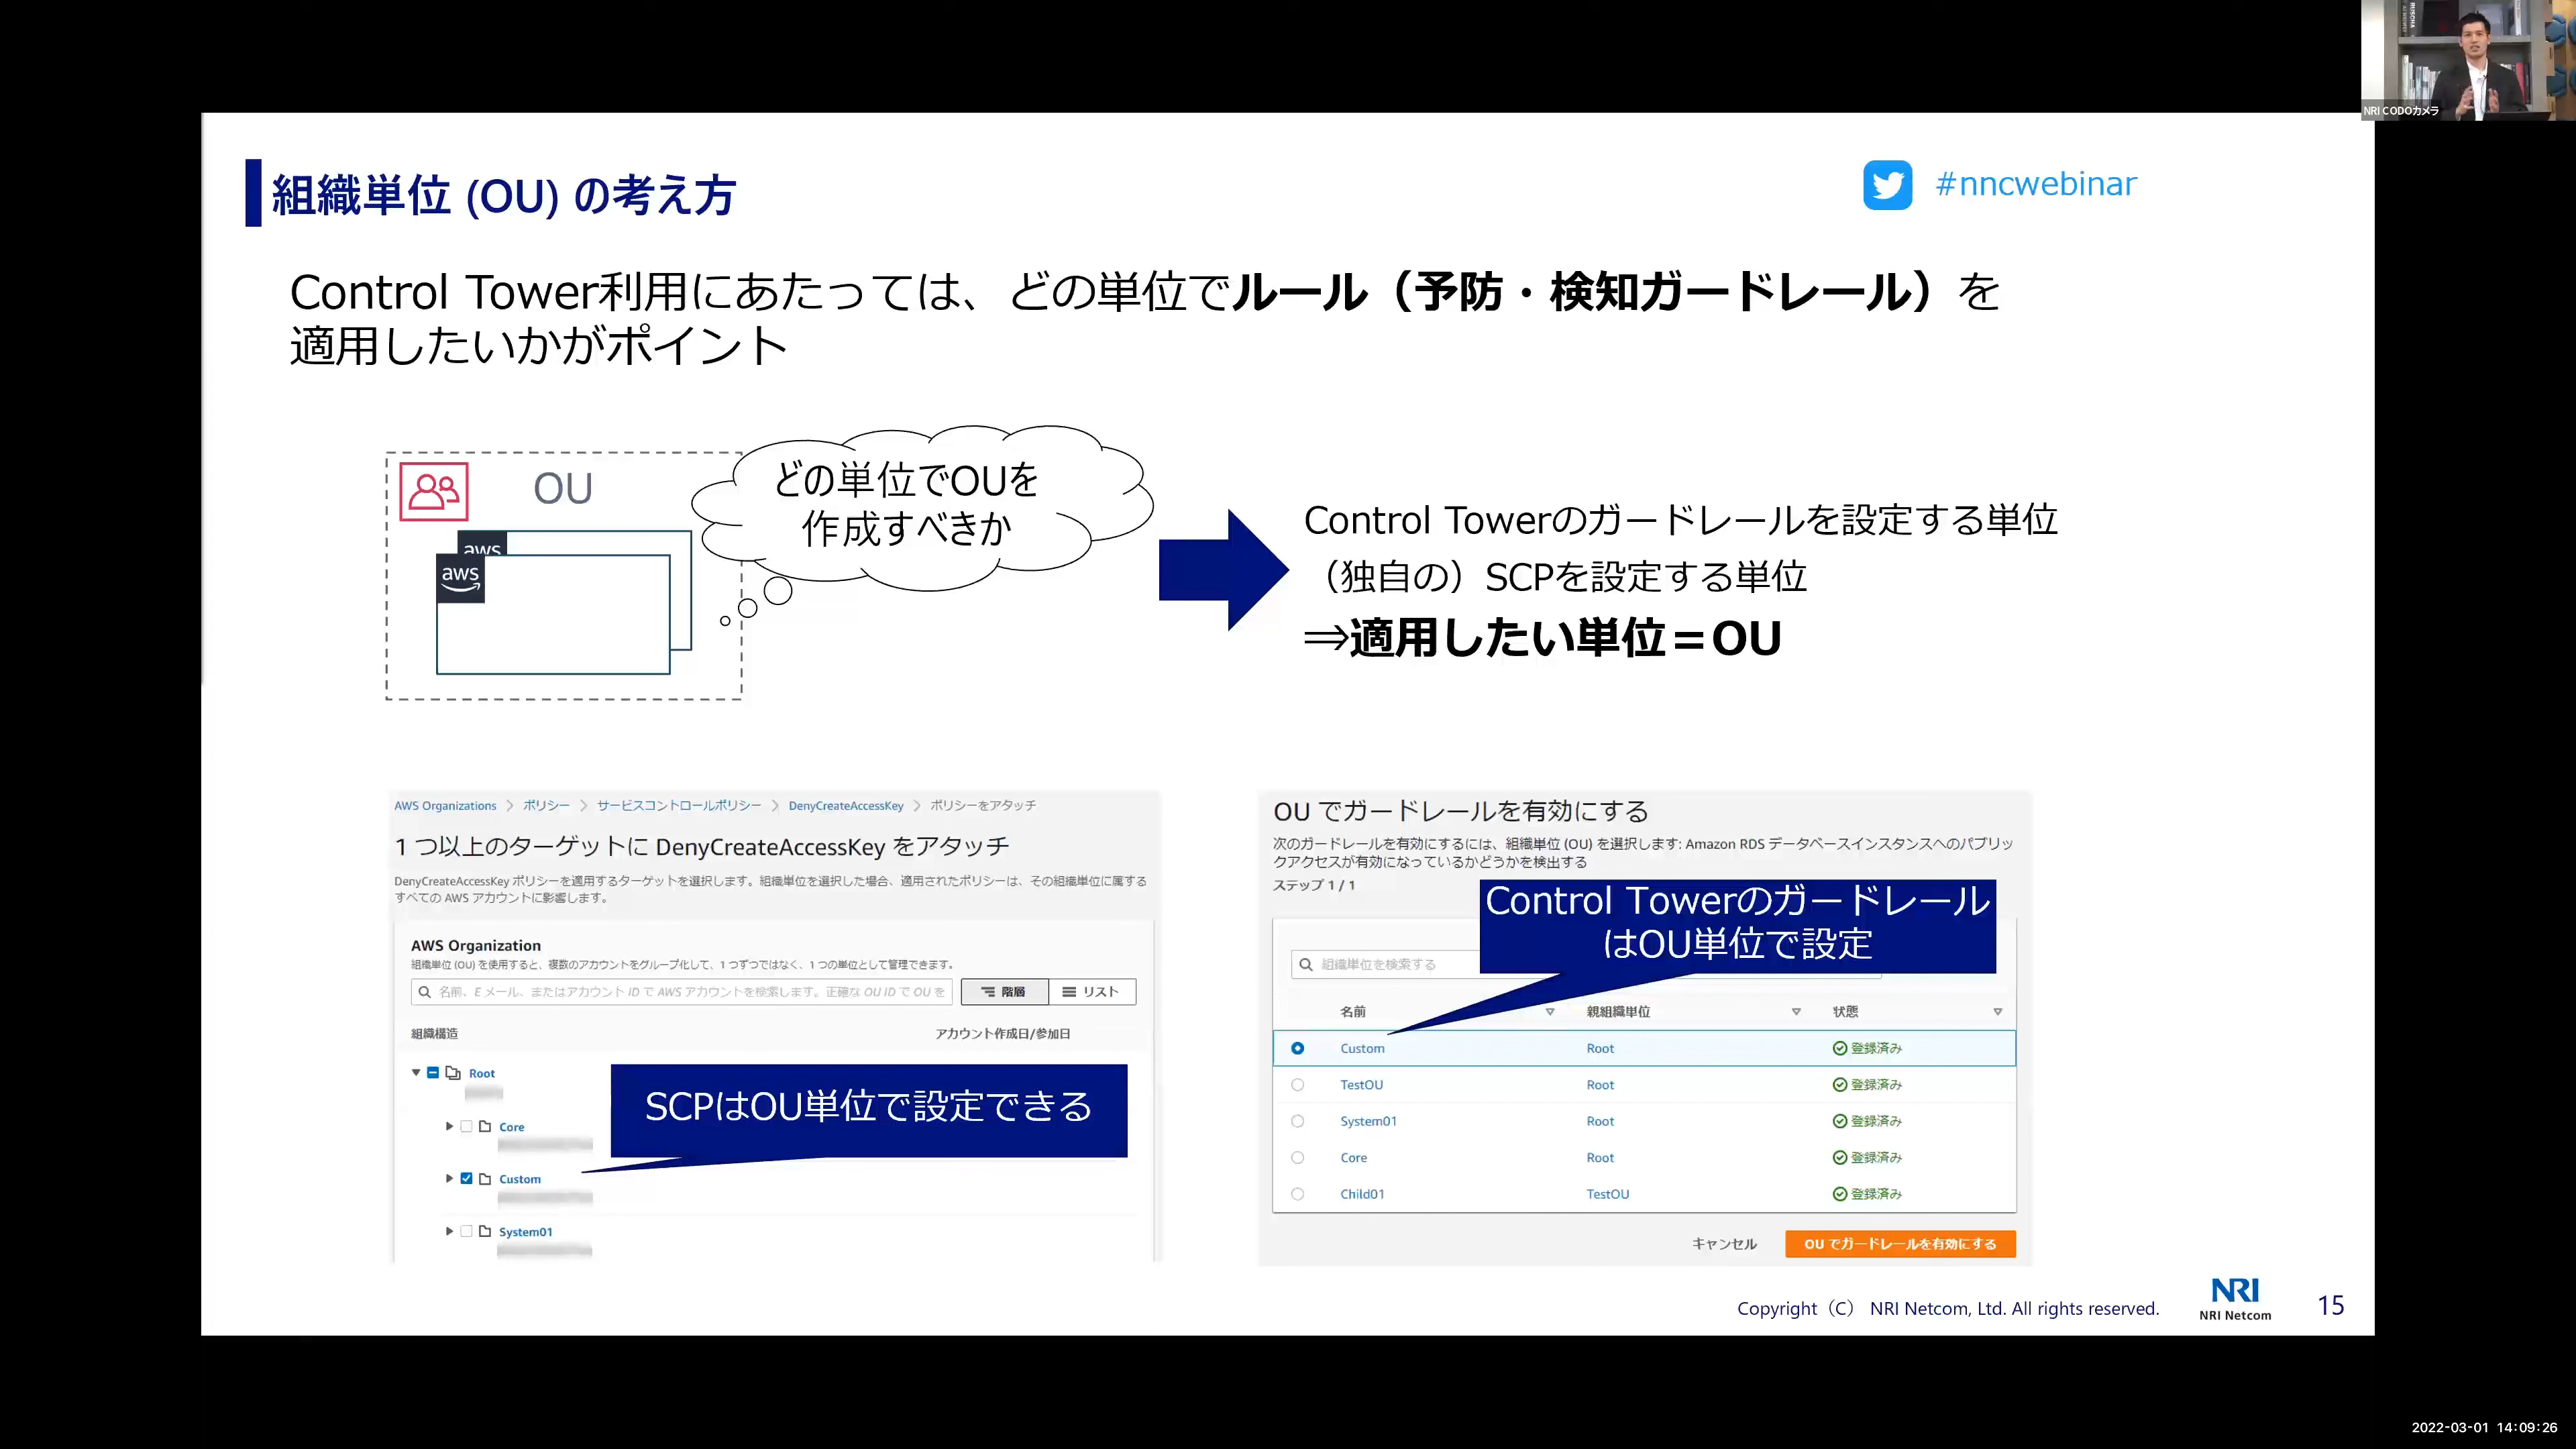 NRI CODOカメラ
組織単位 (OU) の考え方
#nncwebinar
Control Tower利用にあたっては、どの単位でルール（予防・検知ガードレール）を
適用したいかがポイント
OU
aws
aws
どの単位でOUを
作成すべきか
Control Towerのガードレールを設定する単位
（独自の）SCPを設定する単位
⇒適用したい単位＝OU
AWS Organizations > ポリシー > サービスコントロールポリシー > DenyCreateAccessKey > ポリシーをアタッチ
1 つ以上のターゲットに DenyCreateAccessKey をアタッチ
DenyCreateAccessKey ポリシーを適用するターゲットを選択します。組織単位を選択した場合、適用されたポリシーは、その組織単位に属する
すべての AWS アカウントに影響します。
AWS Organization
組織単位 (OU) を使用すると、複数のアカウントをグループ化して、1 つずつではなく、1 つの単位として管理できます。
名前、E メール、またはアカウント ID で AWS アカウントを検索します。正確な OU ID で OU を
階層
リスト
組織構造
アカウント作成日/参加日
Root
Core
Custom
System01
SCPはOU単位で設定できる
OU でガードレールを有効にする
次のガードレールを有効にするには、組織単位 (OU) を選択します: Amazon RDS データベースインスタンスへのパブリッ
クアクセスが有効になっているかどうかを検出する
ステップ 1 / 1
Control Towerのガードレール
はOU単位で設定
組織単位を検索する
名前 親組織単位 状態
Custom Root 登録済み
TestOU Root 登録済み
System01 Root 登録済み
Core Root 登録済み
Child01 TestOU 登録済み
キャンセル
OU でガードレールを有効にする
Copyright（C） NRI Netcom, Ltd. All rights reserved.
NRI
NRI Netcom
15
2022-03-01 14:09:26